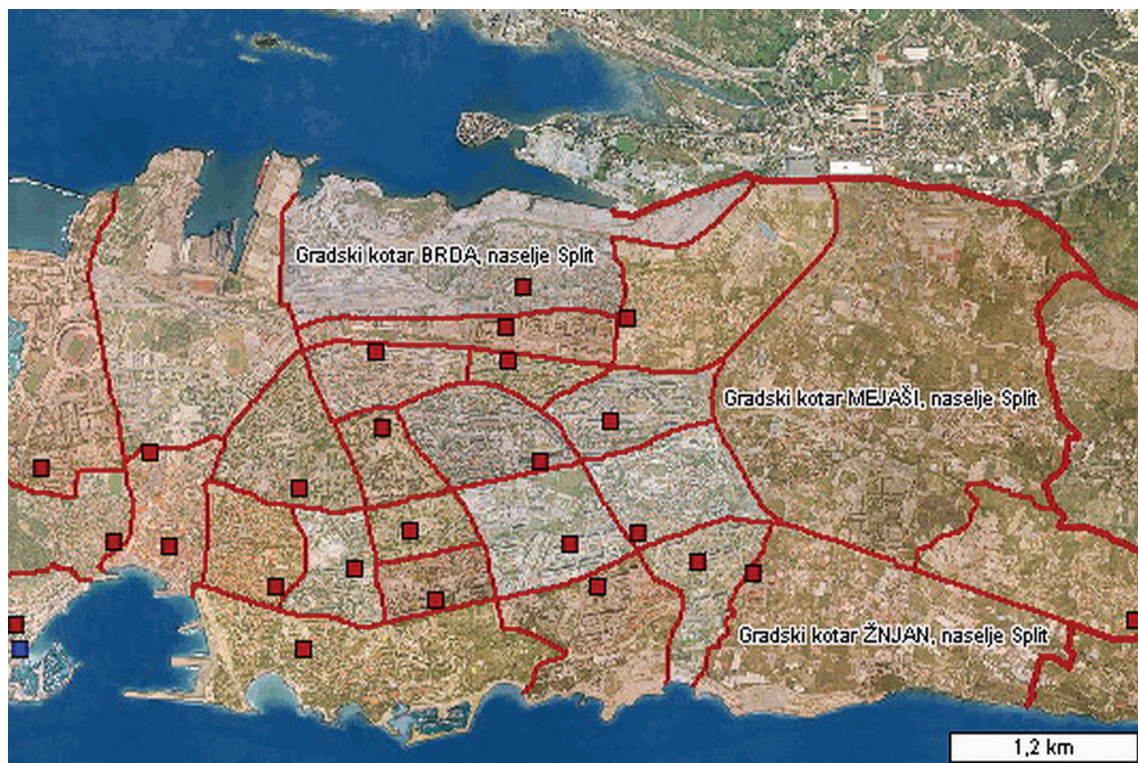 Gradski kotar BRDA, naselje Split
Gradski kotar MEJAŠI, naselje Split
Gradski kotar ŽNJAN, naselje Split
1,2 km